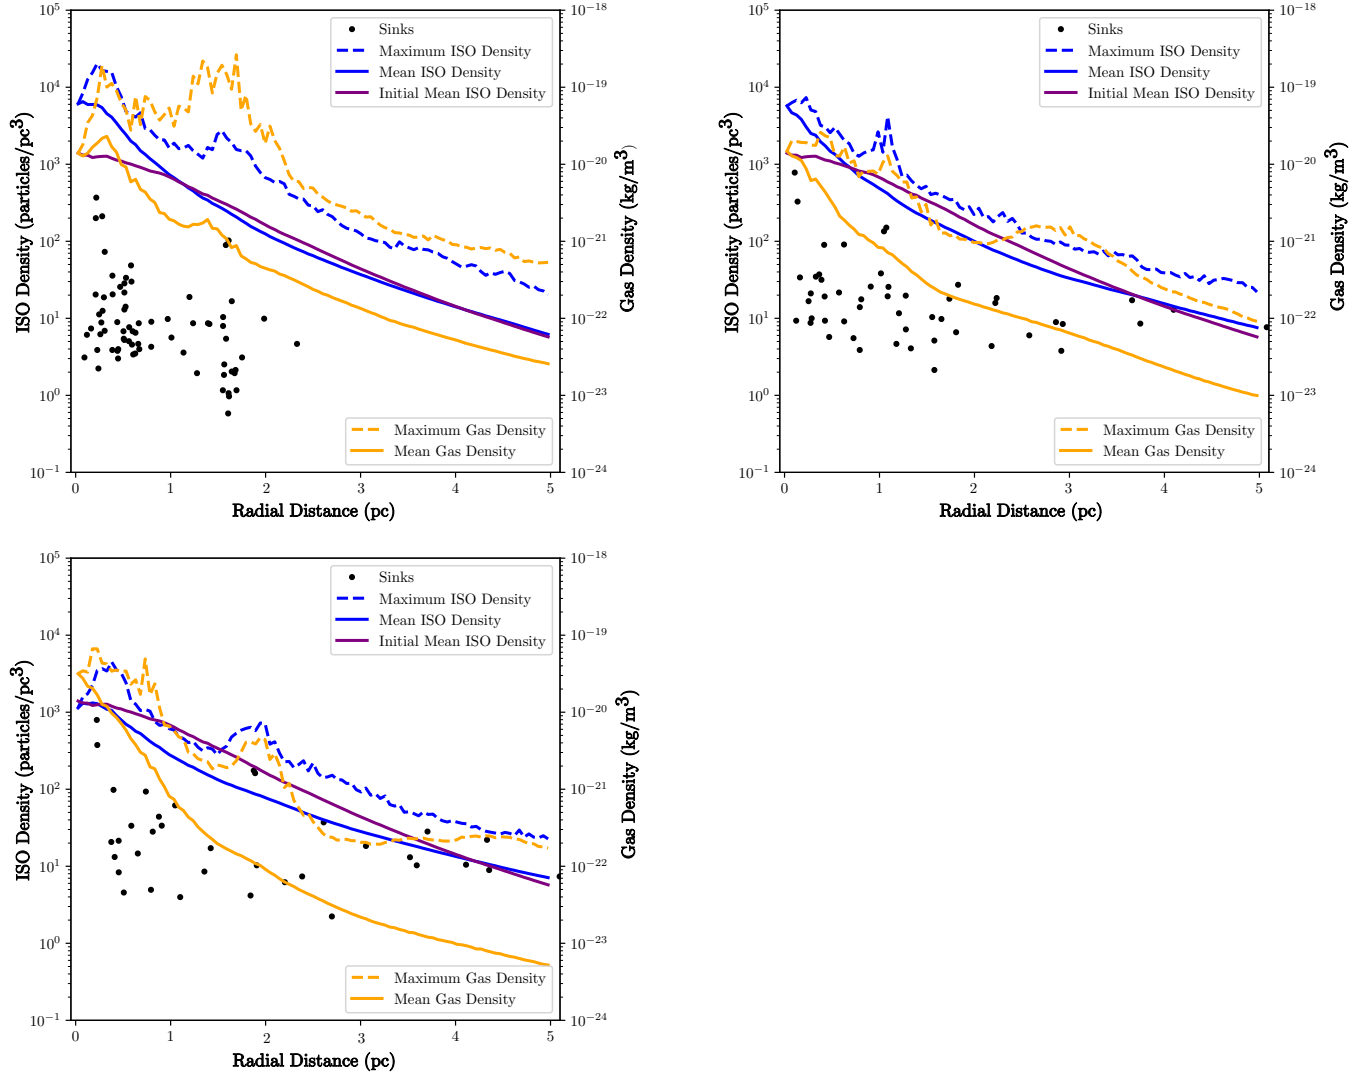 10^5
10^4
10^3
10^2
10^1
10^0
10^-1
ISO Density (particles/pc^3)
0 1 2 3 4 5
Radial Distance (pc)
Sinks
Maximum ISO Density
Mean ISO Density
Initial Mean ISO Density
Maximum Gas Density
Mean Gas Density
10^-18
10^-19
10^-20
10^-21
10^-22
10^-23
10^-24
Gas Density (kg/m^3)
10^5
10^4
10^3
10^2
10^1
10^0
10^-1
ISO Density (particles/pc^3)
0 1 2 3 4 5
Radial Distance (pc)
Sinks
Maximum ISO Density
Mean ISO Density
Initial Mean ISO Density
Maximum Gas Density
Mean Gas Density
10^-18
10^-19
10^-20
10^-21
10^-22
10^-23
10^-24
Gas Density (kg/m^3)
10^5
10^4
10^3
10^2
10^1
10^0
10^-1
ISO Density (particles/pc^3)
0 1 2 3 4 5
Radial Distance (pc)
Sinks
Maximum ISO Density
Mean ISO Density
Initial Mean ISO Density
Maximum Gas Density
Mean Gas Density
10^-18
10^-19
10^-20
10^-21
10^-22
10^-23
10^-24
Gas Density (kg/m^3)